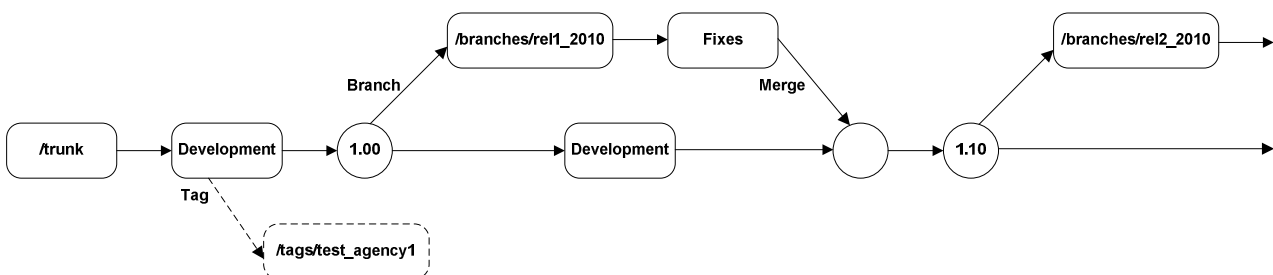 /branches/rel1_2010
Fixes
/branches/rel2_2010
Branch
Merge
/trunk
Development
1.00
Development
1.10
Tag
/tags/test_agency1